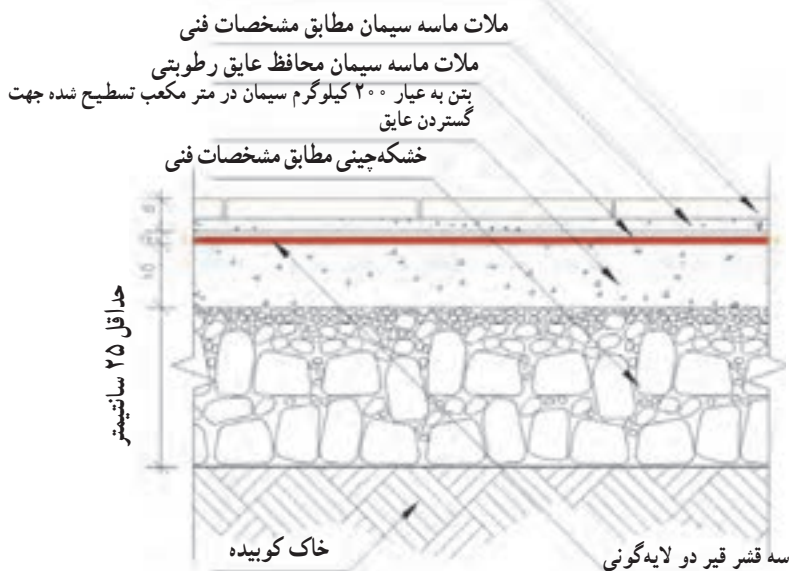 ملات ماسه سیمان مطابق مشخصات فنی
ملات ماسه سیمان محافظ عایق رطوبتی
بتن به عیار ۲۰۰ کیلوگرم سیمان در متر مکعب تسطیح شده جهت
گستردن عایق
خشکه‌چینی مطابق مشخصات فنی
حداقل ۲۵ سانتیمتر
خاک کوبیده
سه قشر قیر دو لایه‌گونی